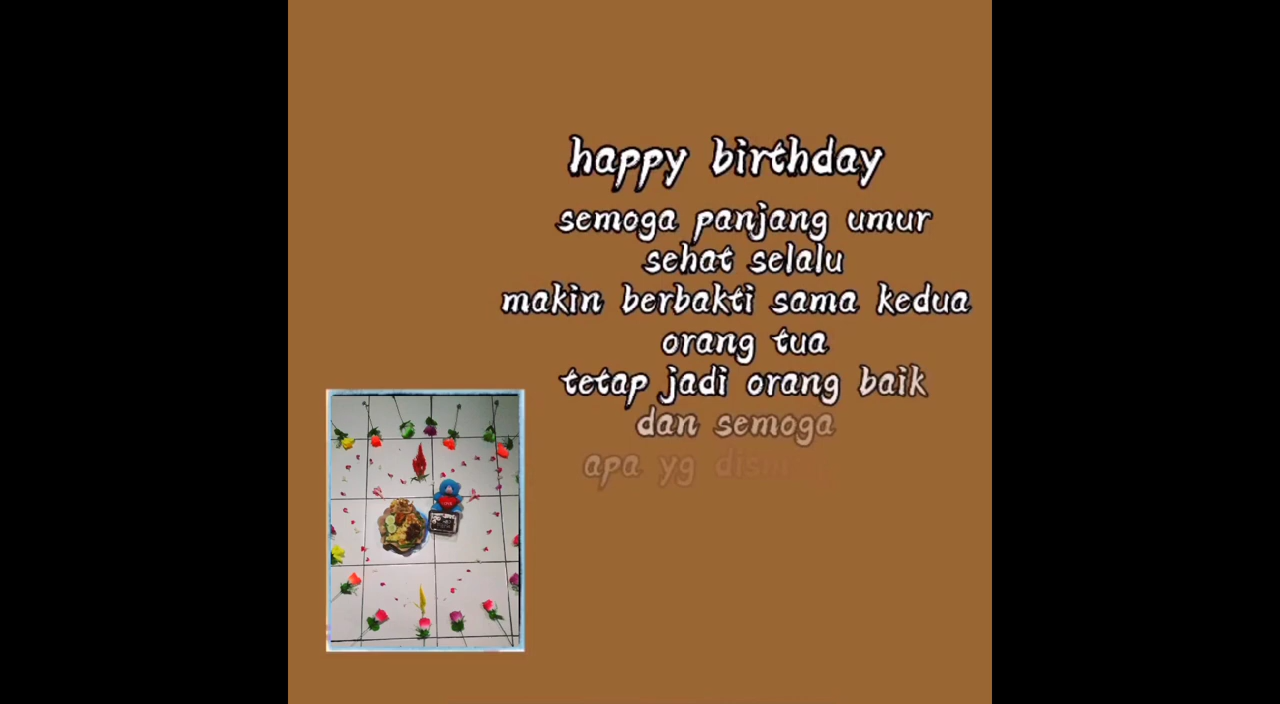 happy birthday
semoga panjang umur
sehat selalu
makin berbakti sama kedua
orang tua
tetap jadi orang baik
dan semoga
apa yg